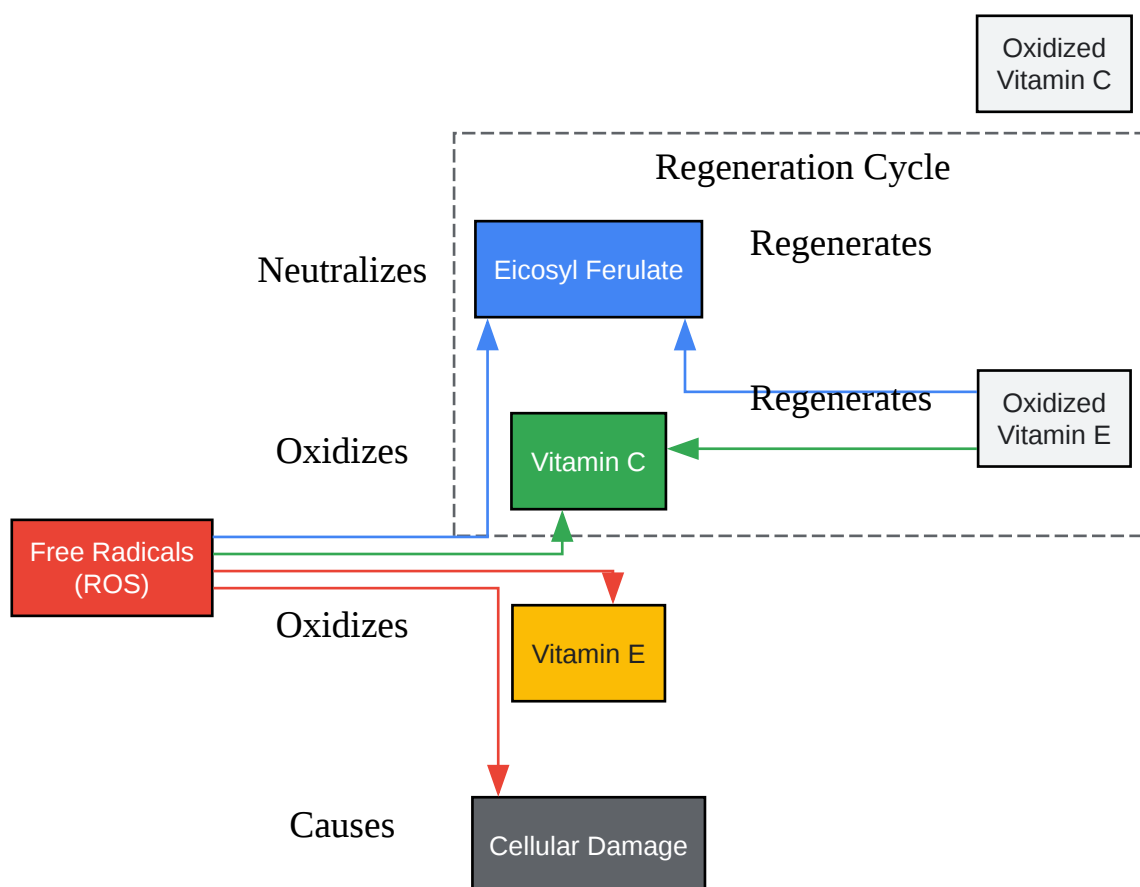 Oxidized
Vitamin C
Regeneration Cycle
Neutralizes
Eicosyl Ferulate
Regenerates
Oxidizes
Vitamin C
Regenerates
Oxidized
Vitamin E
Free Radicals
(ROS)
Oxidizes
Vitamin E
Causes
Cellular Damage